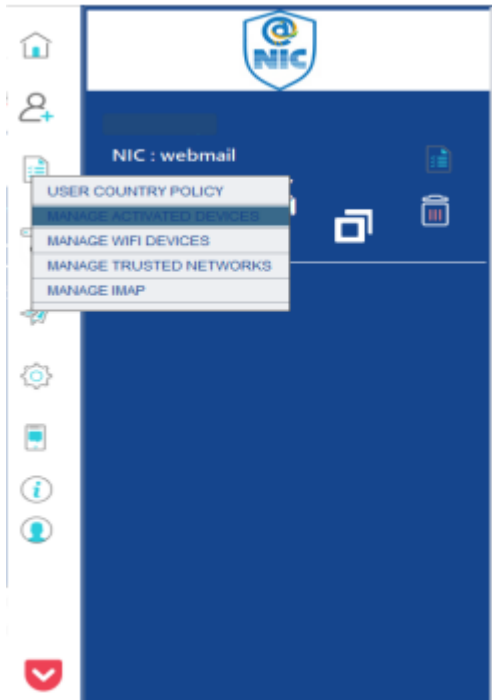 @
NIC
NIC : webmail
USER COUNTRY POLICY
MANAGE ACTIVATED DEVICES
MANAGE WIFI DEVICES
MANAGE TRUSTED NETWORKS
MANAGE IMAP
i